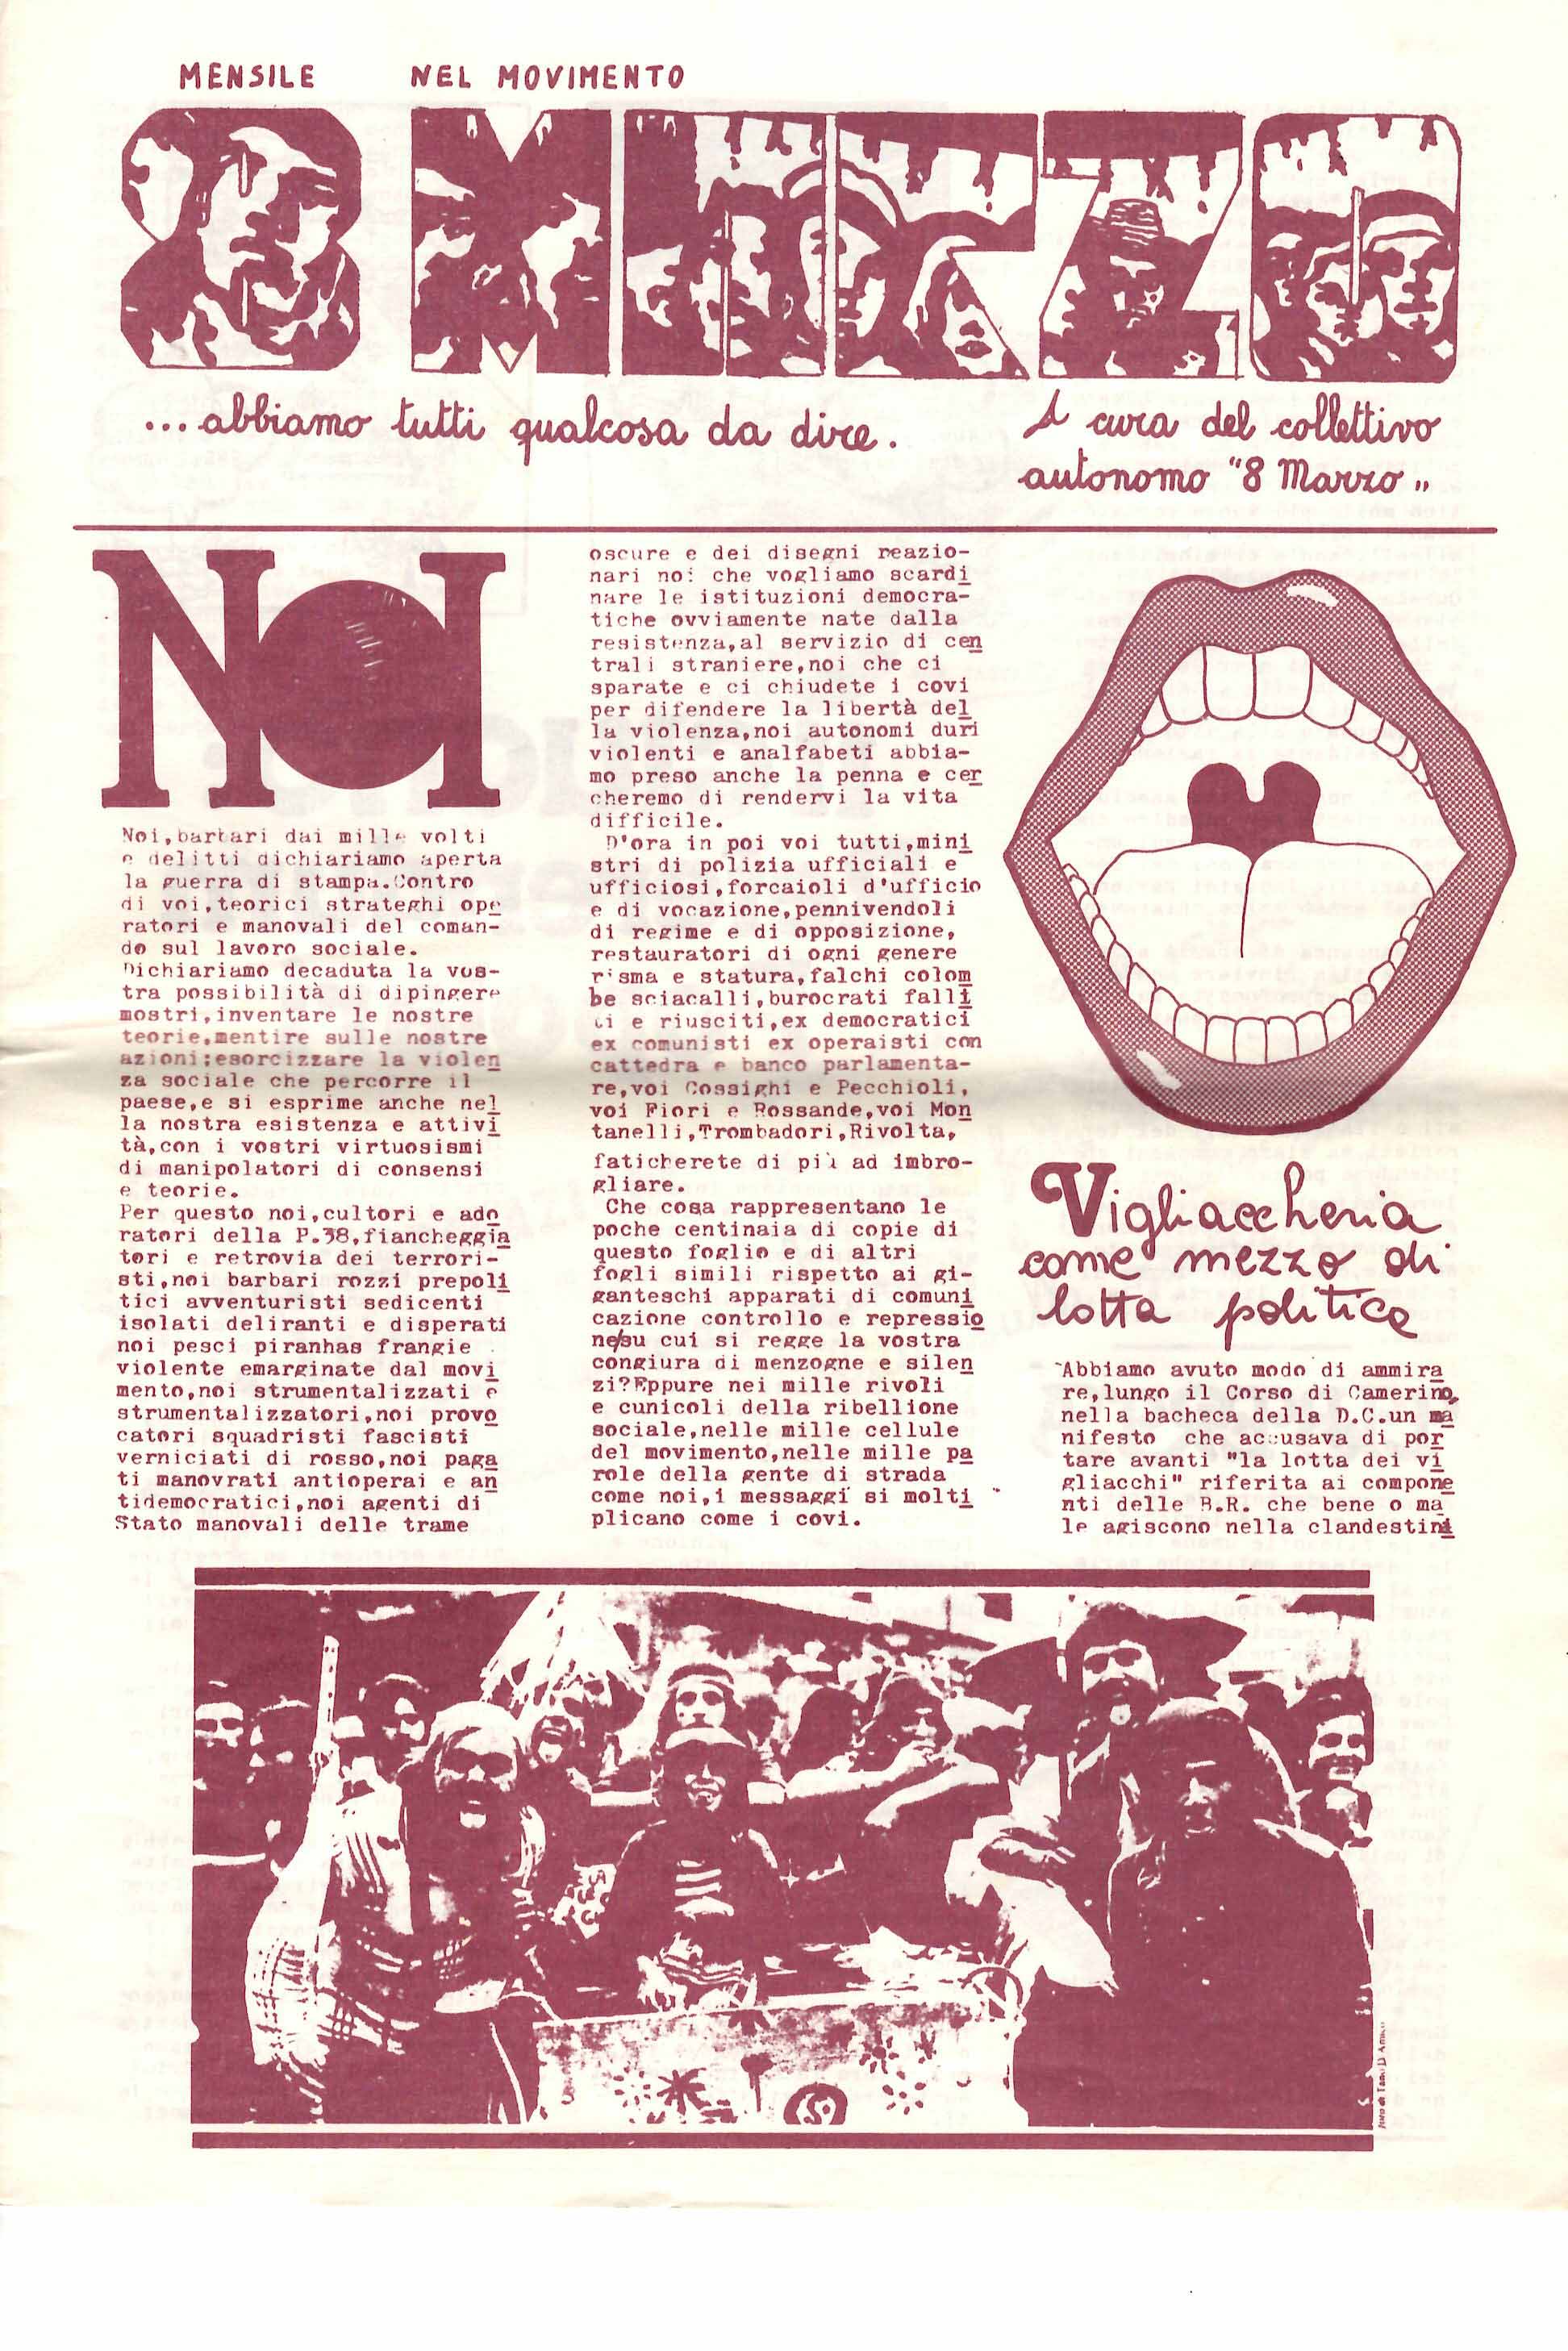 MENSILE NEL MOVIMENTO
8 MARZO
...abbiamo tutti qualcosa da dire.
A cura del collettivo
autonomo "8 Marzo"
NOI
Noi,barbari dai mille volti
e delitti dichiariamo aperta
la guerra di stampa.Contro
di voi,teorici strateghi ope
ratori e manovali del coman-
do sul lavoro sociale.
Dichiariamo decaduta la vos-
tra possibilità di dipingere
mostri,inventare le nostre
teorie,mentire sulle nostre
azioni;esorcizzare la violen
za sociale che percorre il
paese,e si esprime anche nel
la nostra esistenza e attivi
tà,con i vostri virtuosismi
di manipolatori di consensi
e teorie.
Per questo noi,cultori e ado
ratori della P.38,fiancheggia
tori e retrovia dei terrori-
sti,noi barbari rozzi prepoli
tici avventuristi sedicenti
isolati deliranti e disperati
noi pesci piranhas frangie
violente emarginate dal movi
mento,noi strumentalizzati e
strumentalizzatori,noi provo
catori squadristi fascisti
verniciati di rosso,noi paga
ti manovrati antioperai e an
tidemocratici,noi agenti di
Stato manovali delle trame
oscure e dei disegni reazio-
nari noi che vogliamo scardi
nare le istituzioni democra-
tiche ovviamente nate dalla
resistenza,al servizio di cen
trali straniere,noi che ci
sparate e ci chiudete i covi
per difendere la libertà del
la violenza,noi autonomi duri
violenti e analfabeti abbia-
mo preso anche la penna e cer
cheremo di rendervi la vita
difficile.
D'ora in poi voi tutti,mini
stri di polizia ufficiali e
ufficiosi,forcaioli d'ufficio
e di vocazione,pennivendoli
di regime e di opposizione,
restauratori di ogni genere
risma e statura,falchi colom
be sciacalli,burocrati falli
ti e riusciti,ex democratici
ex comunisti ex operaisti con
cattedra e banco parlamenta-
re,voi Cossighi e Pecchioli,
voi Fiori e Rossande,voi Mon
tanelli,Trombadori,Rivolta,
faticherete di più ad imbro-
gliare.
Che cosa rappresentano le
poche centinaia di copie di
questo foglio e di altri
fogli simili rispetto ai gi-
ganteschi apparati di comuni
cazione controllo e repressio
ne/su cui si regge la vostra
congiura di menzogne e silen
zi?Eppure nei mille rivoli
e cunicoli della ribellione
sociale,nelle mille cellule
del movimento,nelle mille pa
role della gente di strada
come noi,i messaggi si molti
plicano come i covi.
Vigliaccheria
come mezzo di
lotta politica
Abbiamo avuto modo di ammira
re,lungo il Corso di Camerino,
nella bacheca della D.C.un ma
nifesto che accusava di por
tare avanti "la lotta dei vi
gliacchi" riferita ai compone
nti delle B.R. che bene o ma
le agiscono nella clandestini
Foto di Tano D'Amico